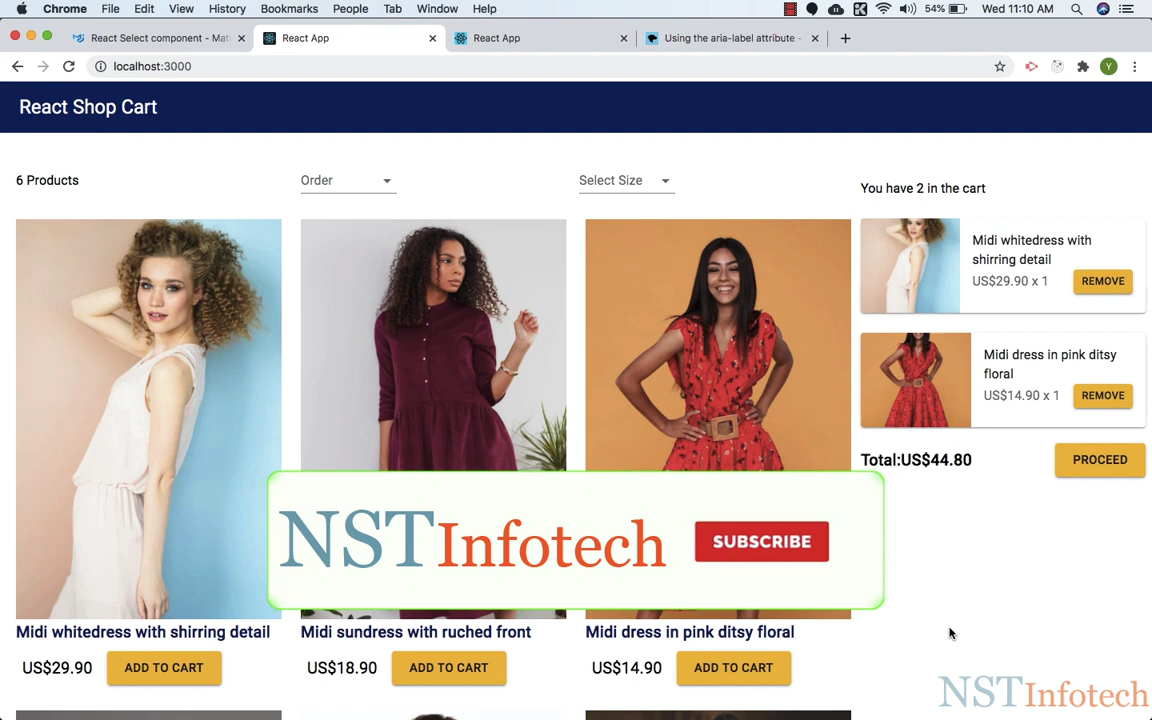 Chrome File Edit View History Bookmarks People Tab Window Help 54% Wed 11:10 AM
React Select component - Mat
React App
React App
Using the aria-label attribute -
localhost:3000
Y
React Shop Cart
6 Products
Order
Select Size
You have 2 in the cart
Midi whitedress with
shirring detail
US$29.90 x 1
REMOVE
Midi dress in pink ditsy
floral
US$14.90 x 1
REMOVE
Total:US$44.80
PROCEED
NSTInfotech
SUBSCRIBE
Midi whitedress with shirring detail
US$29.90
ADD TO CART
Midi sundress with ruched front
US$18.90
ADD TO CART
Midi dress in pink ditsy floral
US$14.90
ADD TO CART
NSTInfotech